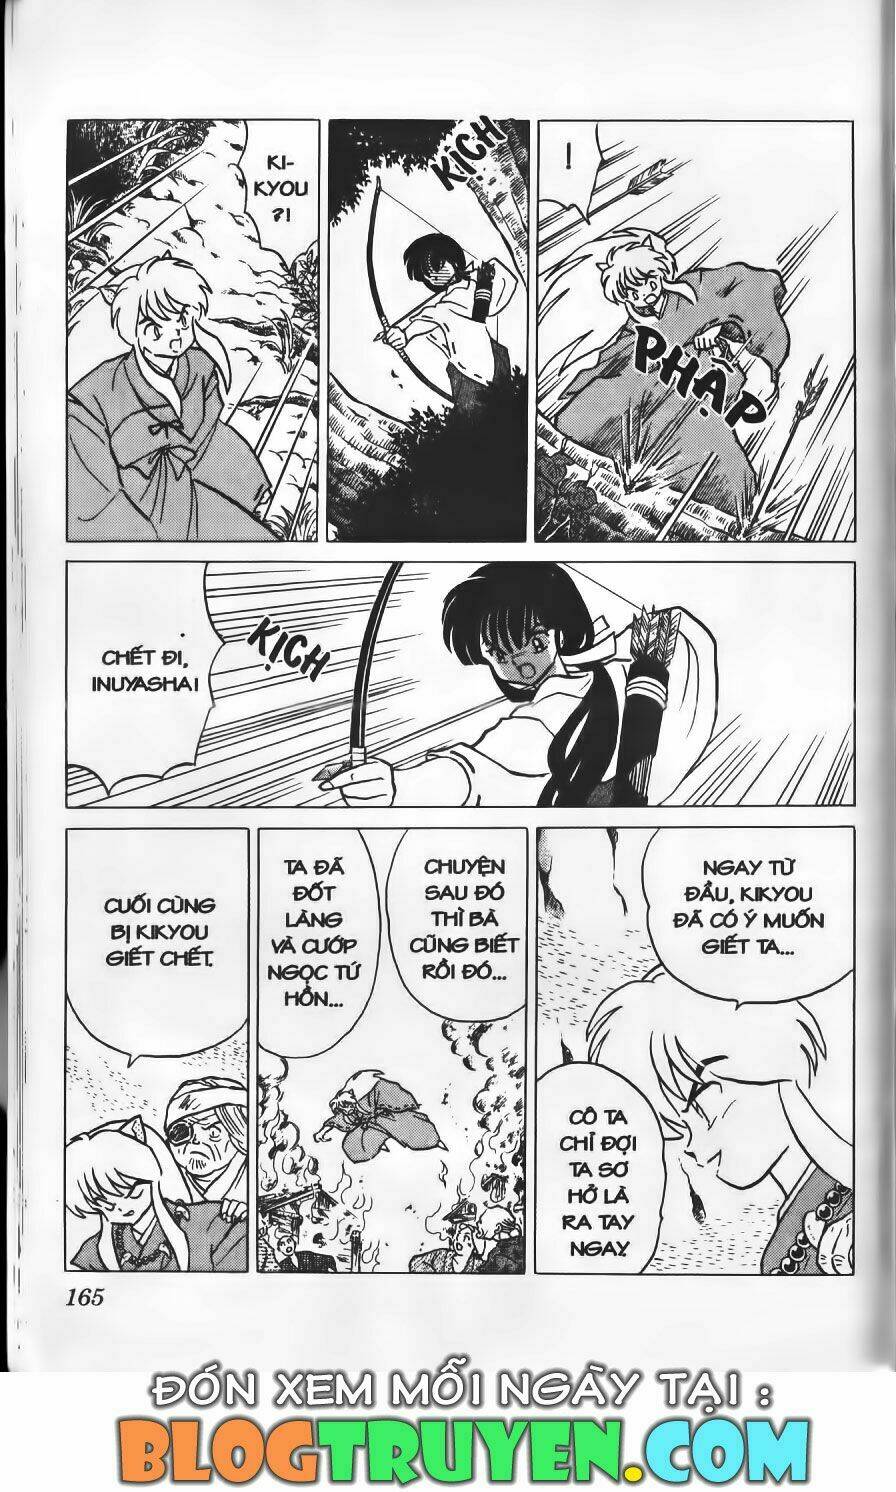 !
PHẬP
KỊCH
KI-
KYOU
?!
CHẾT ĐI,
INUYASHA!
KỊCH
NGAY TỪ
ĐẦU, KIKYOU
ĐÃ CÓ Ý MUỐN
GIẾT TA...
CÔ TA
CHỈ ĐỢI
TA SƠ
HỞ LÀ
RA TAY
NGAY.
CHUYỆN
SAU ĐÓ
THÌ BÀ
CŨNG BIẾT
RỒI ĐÓ...
TA ĐÃ
ĐỐT
LÀNG
VÀ CƯỚP
NGỌC TỨ
HỒN...
CUỐI CÙNG
BỊ KIKYOU
GIẾT CHẾT.
165
ĐÓN XEM MỖI NGÀY TẠI :
BLOGTRUYEN.COM